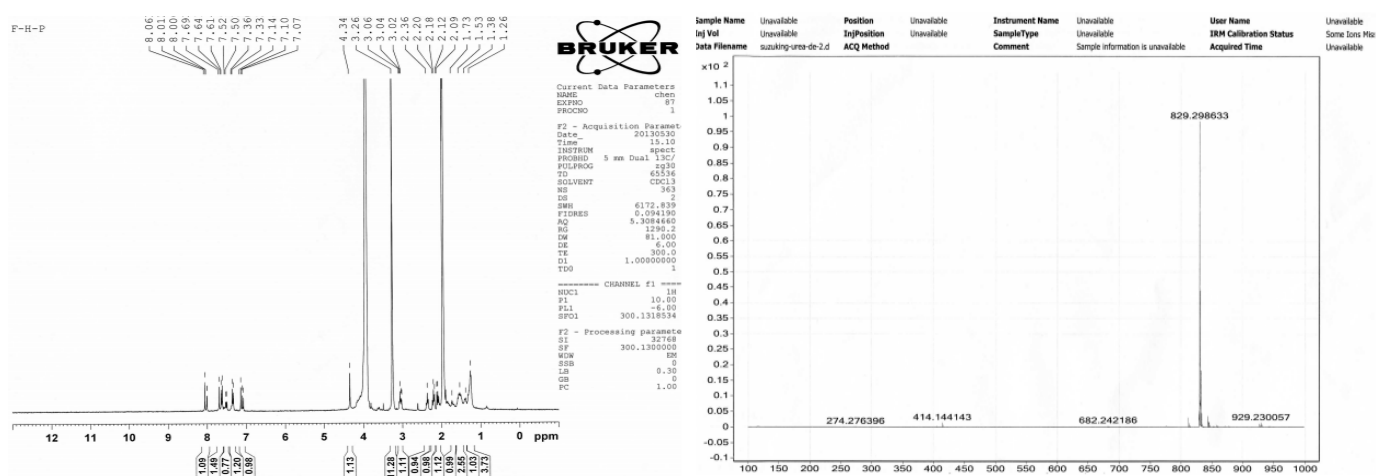 F-H-P
8.06
8.01
8.00
7.69
7.64
7.61
7.52
7.50
7.36
7.33
7.14
7.10
7.07
4.34
3.26
3.06
3.04
3.02
2.36
2.20
2.18
2.12
2.09
1.73
1.53
1.38
1.26
BRUKER
Current Data Parameters
NAME chen
EXPNO 87
PROCNO 1
F2 - Acquisition Paramet
Date_ 20130530
Time 15.10
INSTRUM spect
PROBHD 5 mm Dual 13C/
PULPROG zg30
TD 65536
SOLVENT CDCl3
NS 363
DS 2
SWH 6172.839
FIDRES 0.094190
AQ 5.3084660
RG 1290.2
DW 81.000
DE 6.00
TE 300.0
D1 1.00000000
TD0 1
======== CHANNEL f1 ====
NUC1 1H
P1 10.00
PL1 -6.00
SFO1 300.1318534
F2 - Processing paramete
SI 32768
SF 300.1300000
WDW EM
SSB 0
LB 0.30
GB 0
PC 1.00
12 11 10 9 8 7 6 5 4 3 2 1 0 ppm
1.09
1.49
0.77
1.20
0.98
1.13
1.28
1.11
0.94
0.98
1.12
0.99
2.55
1.03
3.73
Sample Name Unavailable Position Unavailable Instrument Name Unavailable User Name Unavailable
Inj Vol Unavailable InjPosition Unavailable SampleType Unavailable IRM Calibration Status Some Ions Mis
Data Filename suzuking-urea-de-2.d ACQ Method Comment Sample information is unavailable Acquired Time Unavailable
x10 2
1.1
1.05
1
0.95
0.9
0.85
0.8
0.75
0.7
0.65
0.6
0.55
0.5
0.45
0.4
0.35
0.3
0.25
0.2
0.15
0.1
0.05
0
-0.05
-0.1
829.298633
274.276396
414.144143
682.242186
929.230057
100 150 200 250 300 350 400 450 500 550 600 650 700 750 800 850 900 950 1000